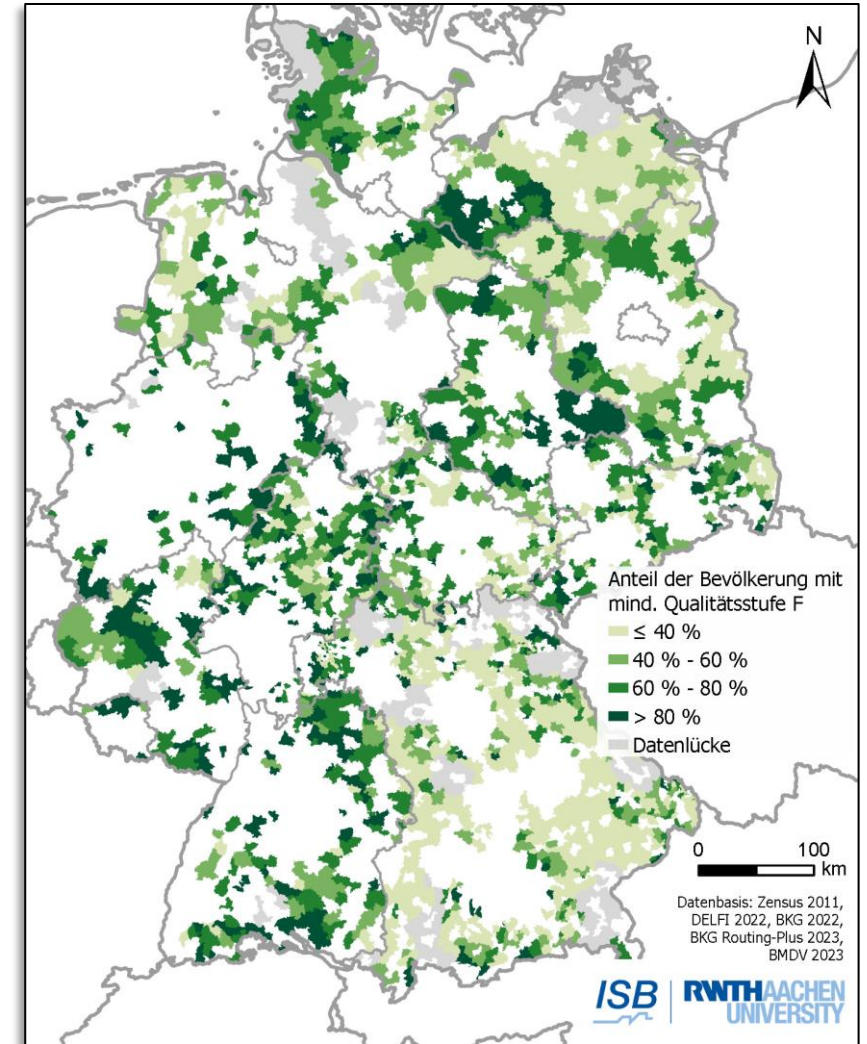 N
Anteil der Bevölkerung mit
mind. Qualitätsstufe F
≤ 40 %
40 % - 60 %
60 % - 80 %
> 80 %
Datenlücke
0 100
km
Datenbasis: Zensus 2011,
DELFI 2022, BKG 2022,
BKG Routing-Plus 2023,
BMDV 2023
ISB RWTHAACHEN
UNIVERSITY